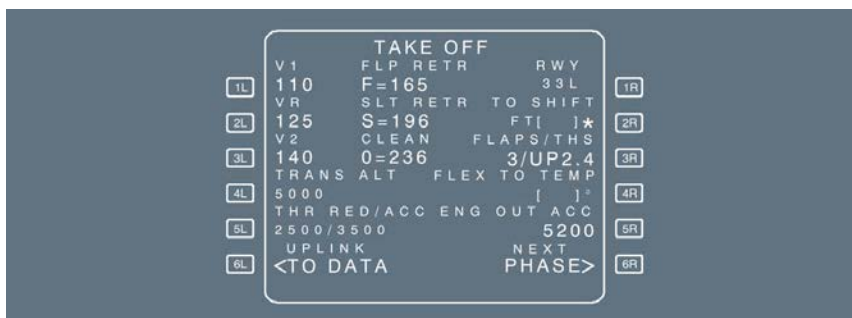 TAKE OFF
V1 FLP RETR RWY
1L 110 F=165 33L 1R
VR SLT RETR TO SHIFT
2L 125 S=196 FT[ ]* 2R
V2 CLEAN FLAPS/THS
3L 140 0=236 3/UP2.4 3R
TRANS ALT FLEX TO TEMP
4L 5000 [ ]° 4R
THR RED/ACC ENG OUT ACC
5L 2500/3500 5200 5R
UPLINK NEXT
6L <TO DATA PHASE> 6R